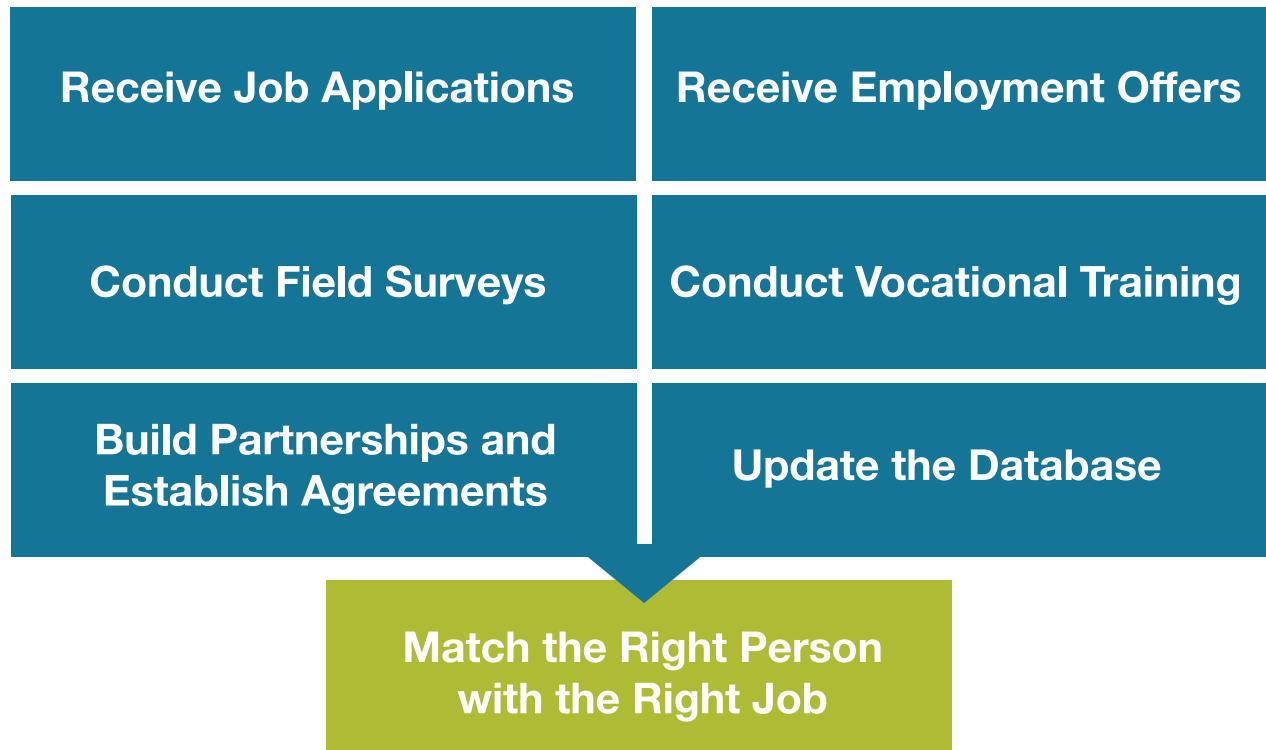 Receive Job Applications
Receive Employment Offers
Conduct Field Surveys
Conduct Vocational Training
Build Partnerships and
Establish Agreements
Update the Database
Match the Right Person
with the Right Job